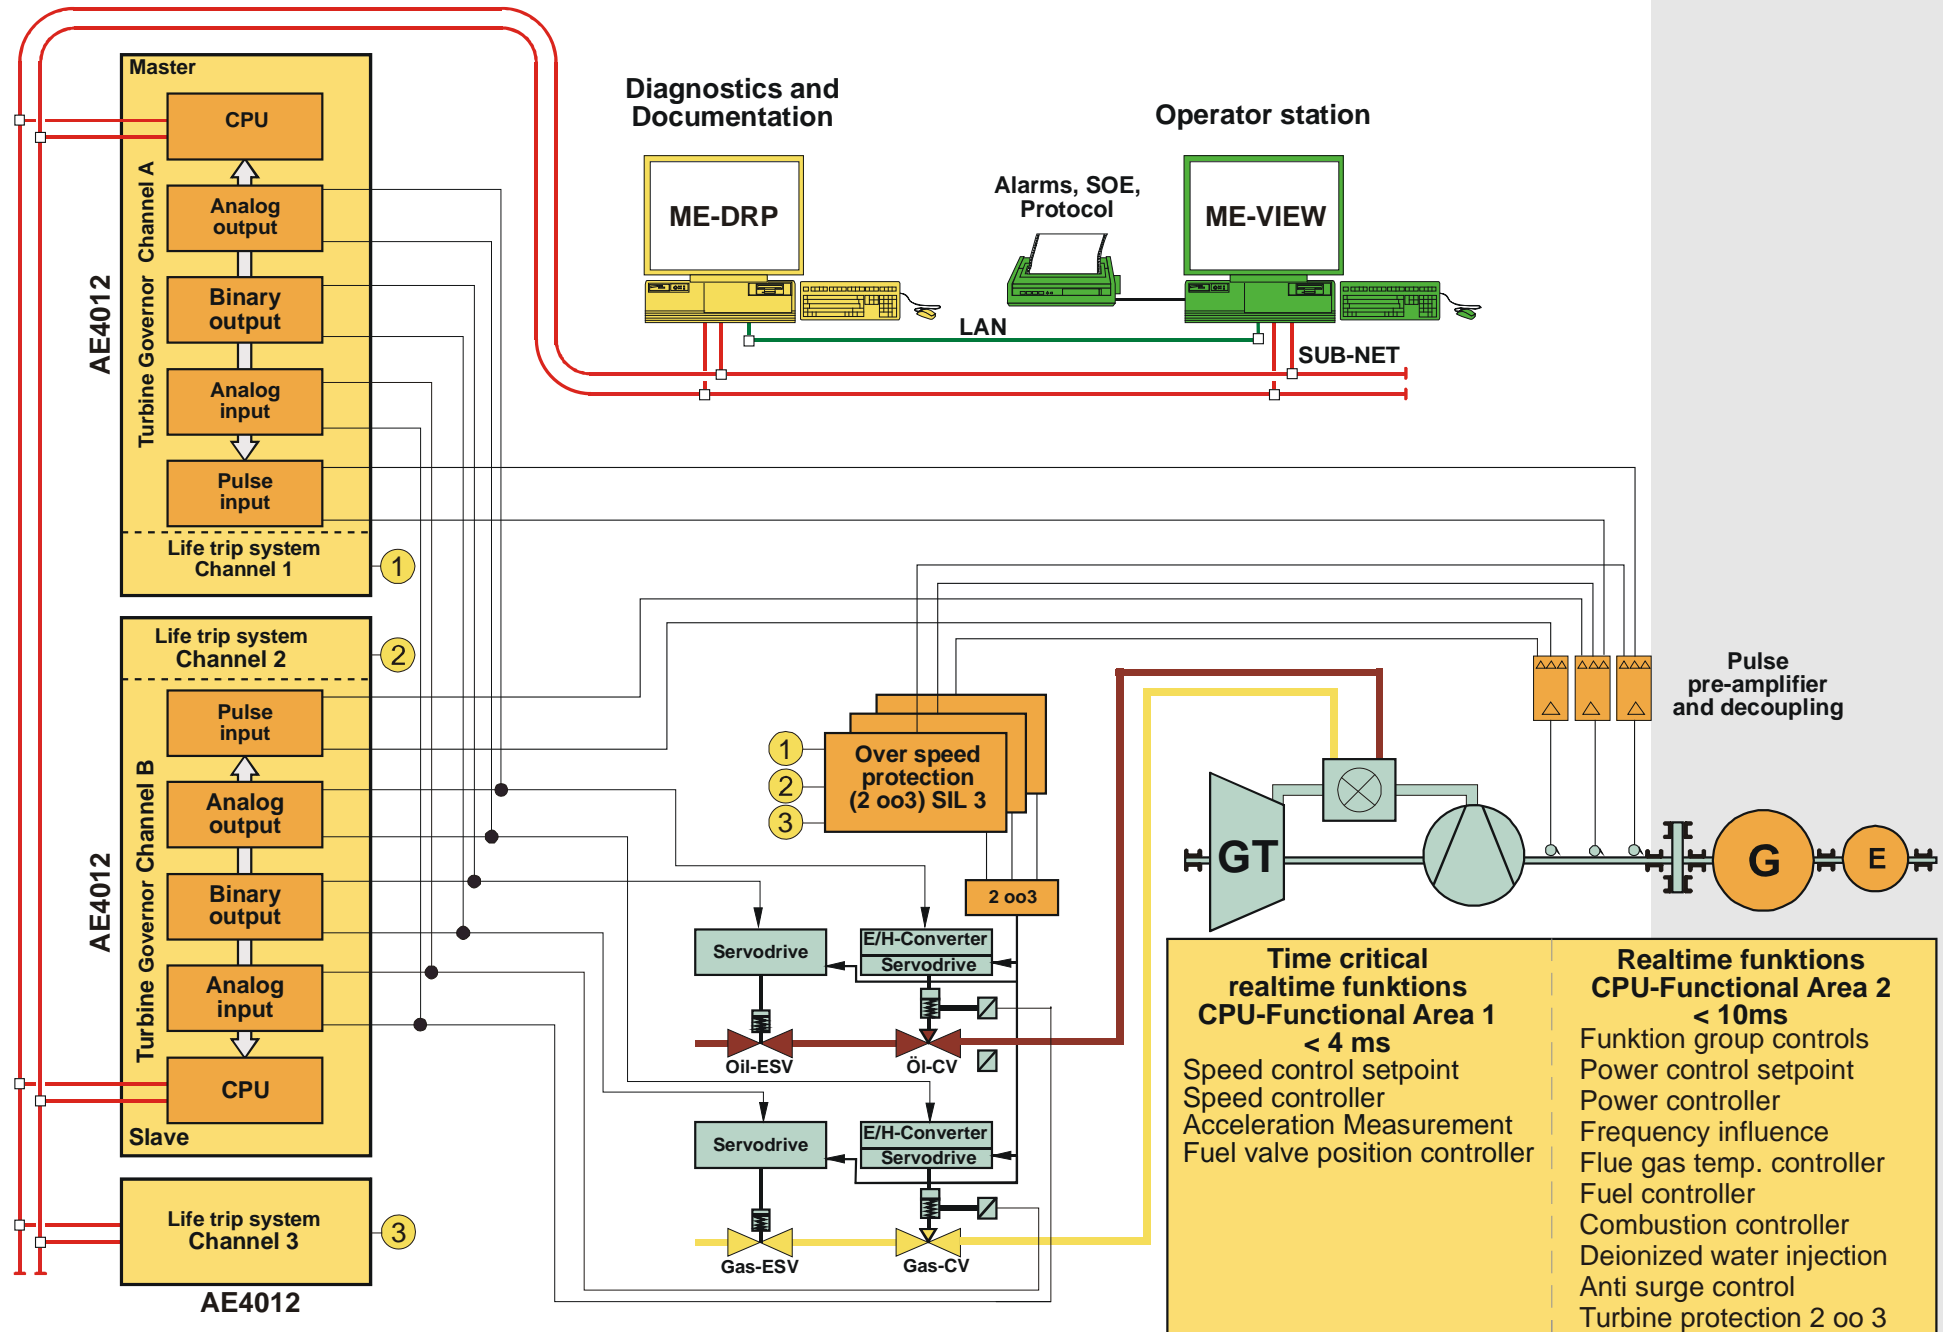 Master
CPU
Analog
output
Binary
output
Analog
input
Pulse
input
Turbine Governor Channel A
AE4012
Life trip system
Channel 1
1
Life trip system
Channel 2
2
Pulse
input
Analog
output
Binary
output
Analog
input
CPU
Turbine Governor Channel B
AE4012
Slave
Life trip system
Channel 3
3
AE4012
Diagnostics and
Documentation
ME-DRP
Operator station
Alarms, SOE,
Protocol
ME-VIEW
LAN
SUB-NET
1
2
3
Over speed
protection
(2 oo3) SIL 3
2 oo3
Servodrive
E/H-Converter
Servodrive
Oil-ESV
Öl-CV
Servodrive
E/H-Converter
Servodrive
Gas-ESV
Gas-CV
Pulse
pre-amplifier
and decoupling
GT
G
E
Time critical
realtime funktions
CPU-Functional Area 1
< 4 ms
Speed control setpoint
Speed controller
Acceleration Measurement
Fuel valve position controller
Realtime funktions
CPU-Functional Area 2
< 10ms
Funktion group controls
Power control setpoint
Power controller
Frequency influence
Flue gas temp. controller
Fuel controller
Combustion controller
Deionized water injection
Anti surge control
Turbine protection 2 oo 3